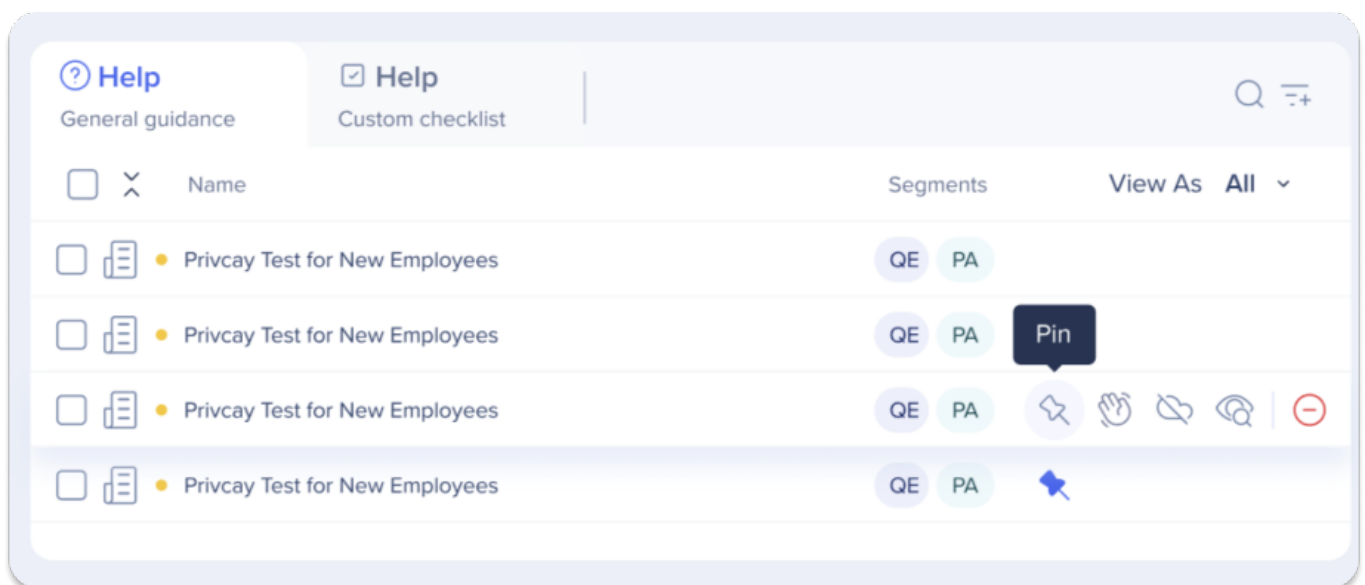 Help
General guidance
Help
Custom checklist
Name Segments View As All
Privcay Test for New Employees QE PA
Privcay Test for New Employees QE PA Pin
Privcay Test for New Employees QE PA
Privcay Test for New Employees QE PA